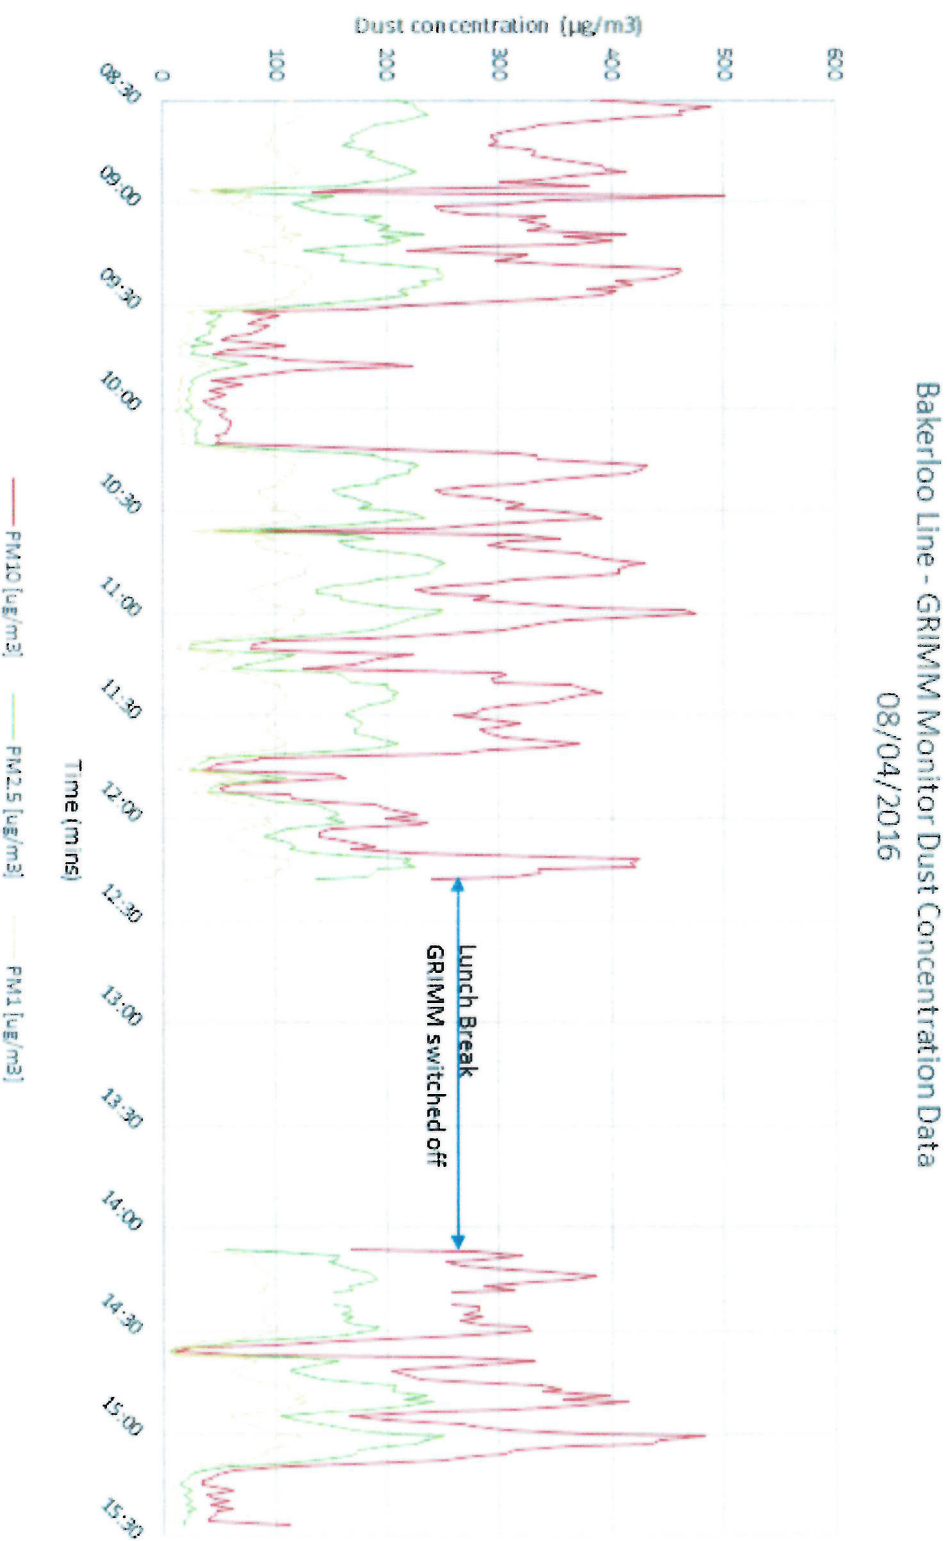 Bakerloo Line - GRIMM Monitor Dust Concentration Data
08/04/2016
Dust concentration (µg/m3)
600
500
400
300
200
100
0
Lunch Break
GRIMM switched off
08:30
09:00
09:30
10:00
10:30
11:00
11:30
12:00
12:30
13:00
13:30
14:00
14:30
15:00
15:30
Time (mins)
PM10 [ug/m3]
PM2.5 [ug/m3]
PM1 [ug/m3]